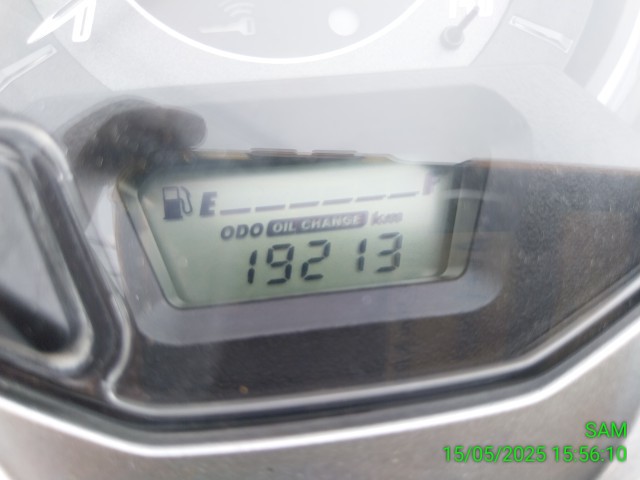 E F
ODO OIL CHANGE km
19213
SAM
15/05/2025 15:56:10